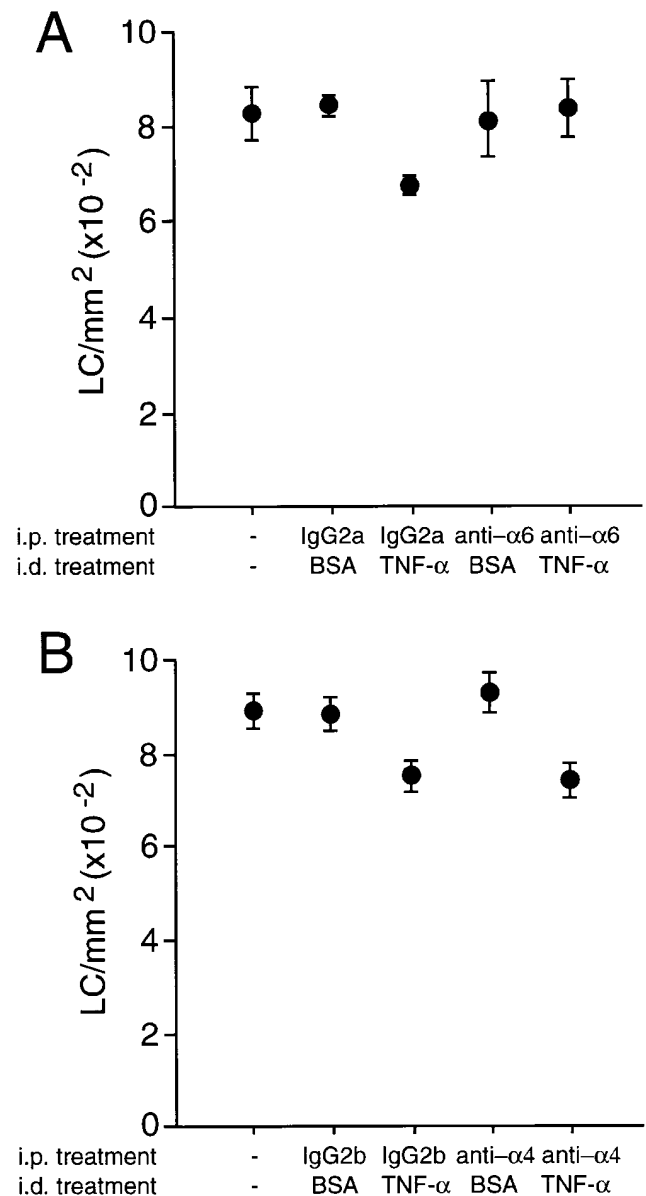 A
10
8
6
4
2
0
LC/mm² (x10⁻²)
i.p. treatment - IgG2a IgG2a anti–α6 anti–α6
i.d. treatment - BSA TNF-α BSA TNF-α
B
10
8
6
4
2
0
LC/mm² (x10⁻²)
i.p. treatment - IgG2b IgG2b anti–α4 anti–α4
i.d. treatment - BSA TNF-α BSA TNF-α